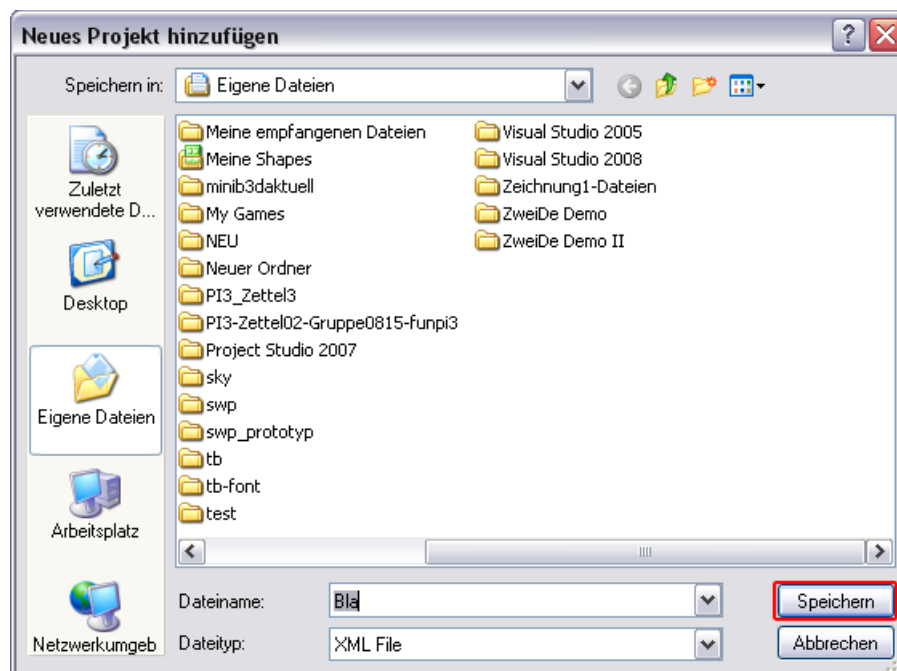 Neues Projekt hinzufügen
Speichern in:
Eigene Dateien
Zuletzt
verwendete D...
Desktop
Eigene Dateien
Arbeitsplatz
Netzwerkumgeb
Meine empfangenen Dateien
Meine Shapes
minib3daktuell
My Games
NEU
Neuer Ordner
PI3_Zettel3
PI3-Zettel02-Gruppe0815-funpi3
Project Studio 2007
sky
swp
swp_prototyp
tb
tb-font
test
Visual Studio 2005
Visual Studio 2008
Zeichnung1-Dateien
ZweiDe Demo
ZweiDe Demo II
Dateiname:
Bla
Speichern
Dateityp:
XML File
Abbrechen